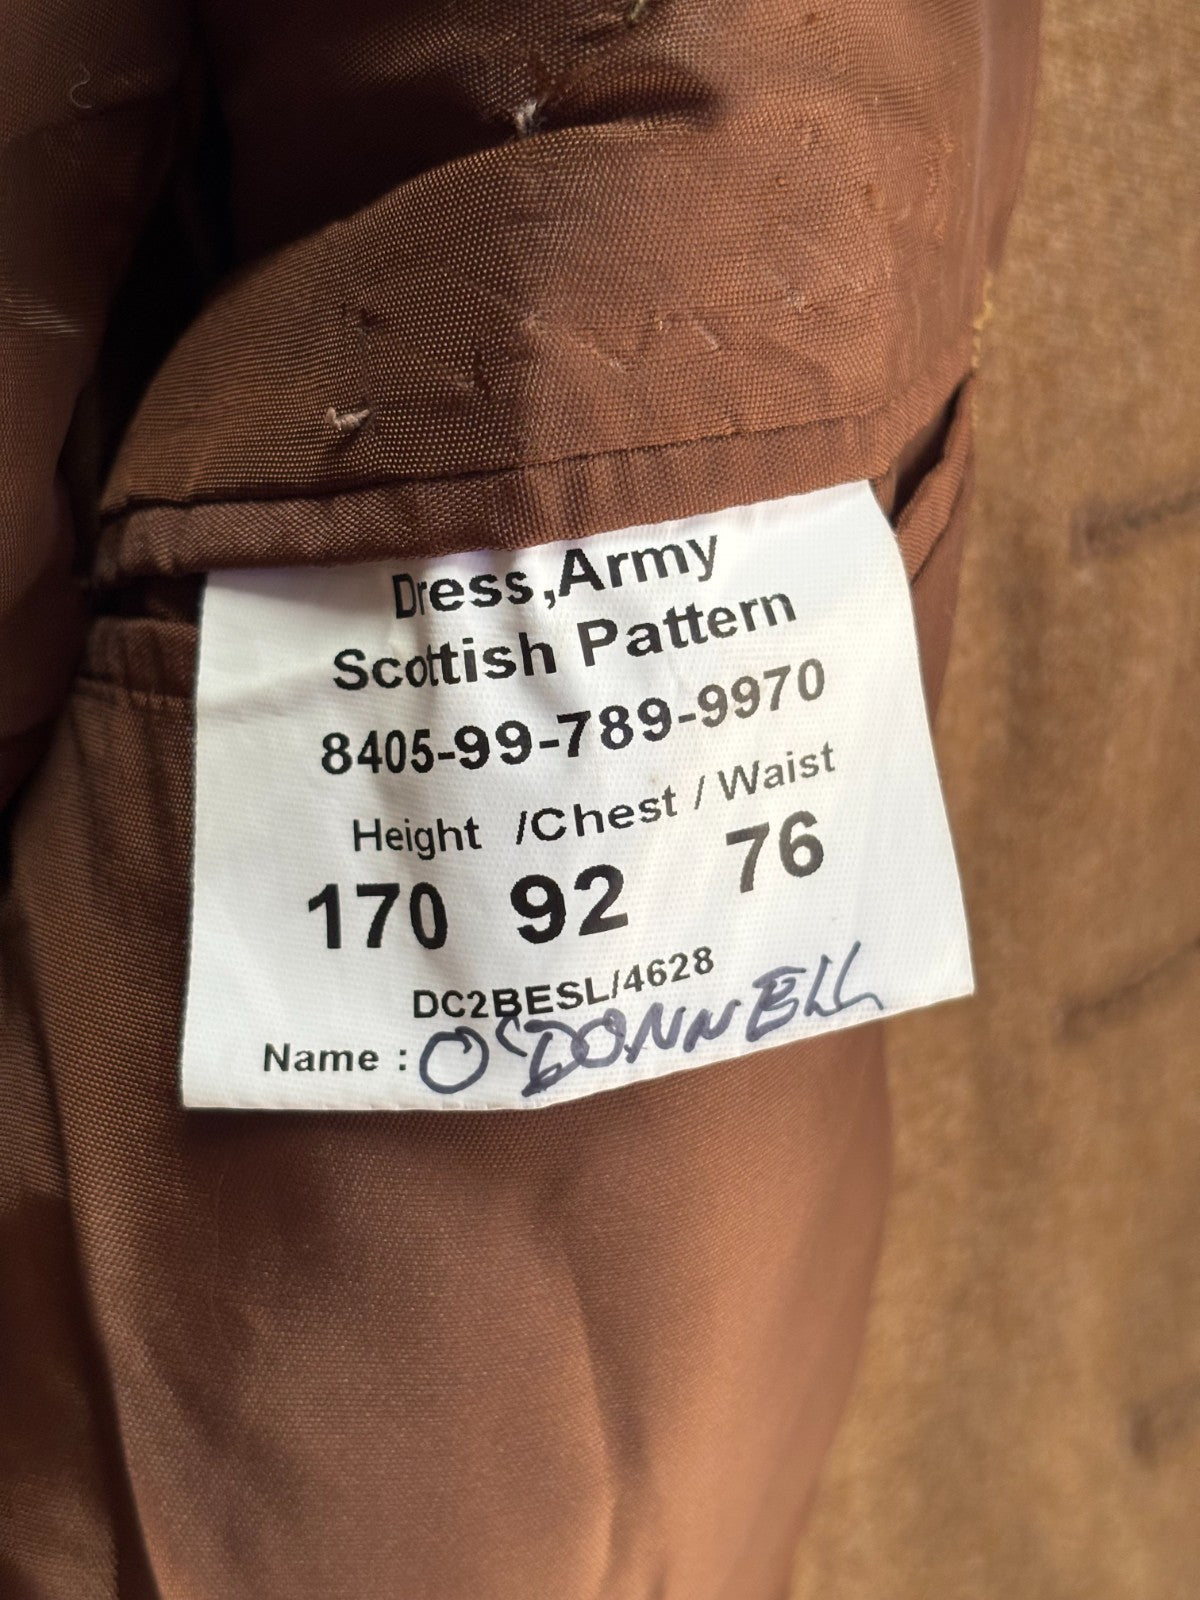 Dress,Army
Scottish Pattern
8405-99-789-9970
Height /Chest / Waist
170 92 76
DC2BESL/4628
Name : O'DONNELL